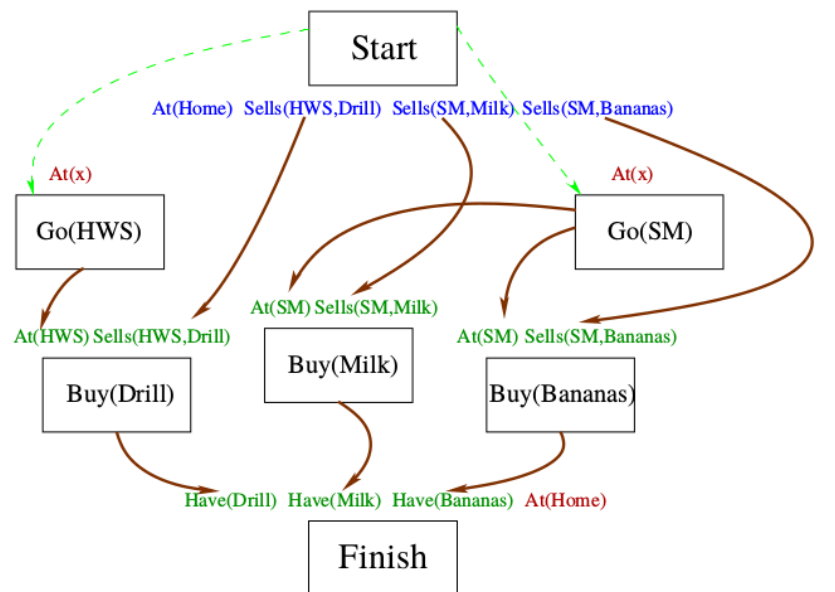 Start
At(Home) Sells(HWS,Drill) Sells(SM,Milk) Sells(SM,Bananas)
At(x) At(x)
Go(HWS) Go(SM)
At(SM) Sells(SM,Milk)
At(HWS) Sells(HWS,Drill) At(SM) Sells(SM,Bananas)
Buy(Milk)
Buy(Drill) Buy(Bananas)
Have(Drill) Have(Milk) Have(Bananas) At(Home)
Finish